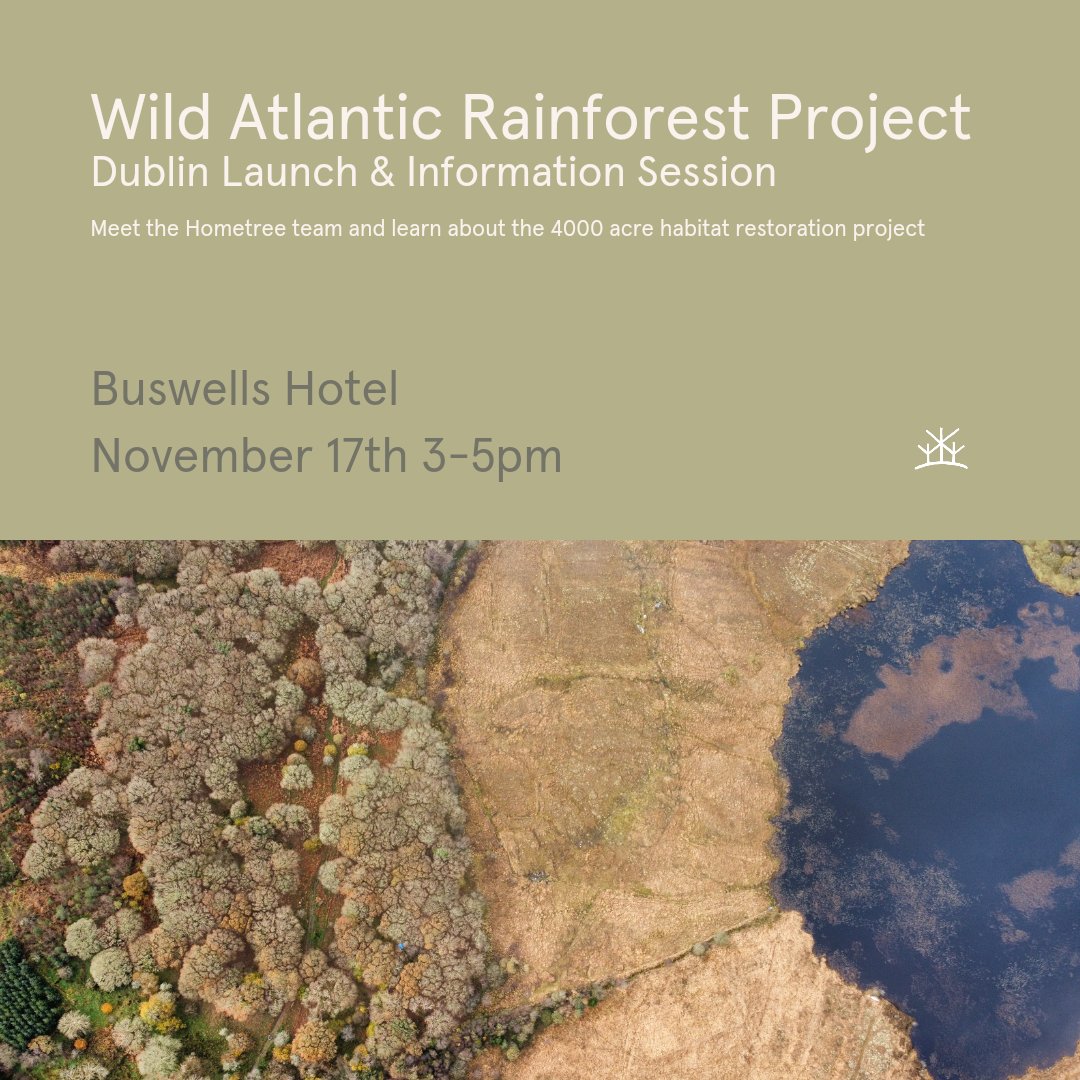 Wild Atlantic Rainforest Project
Dublin Launch & Information Session
Meet the Hometree team and learn about the 4000 acre habitat restoration project
Buswells Hotel
November 17th 3-5pm